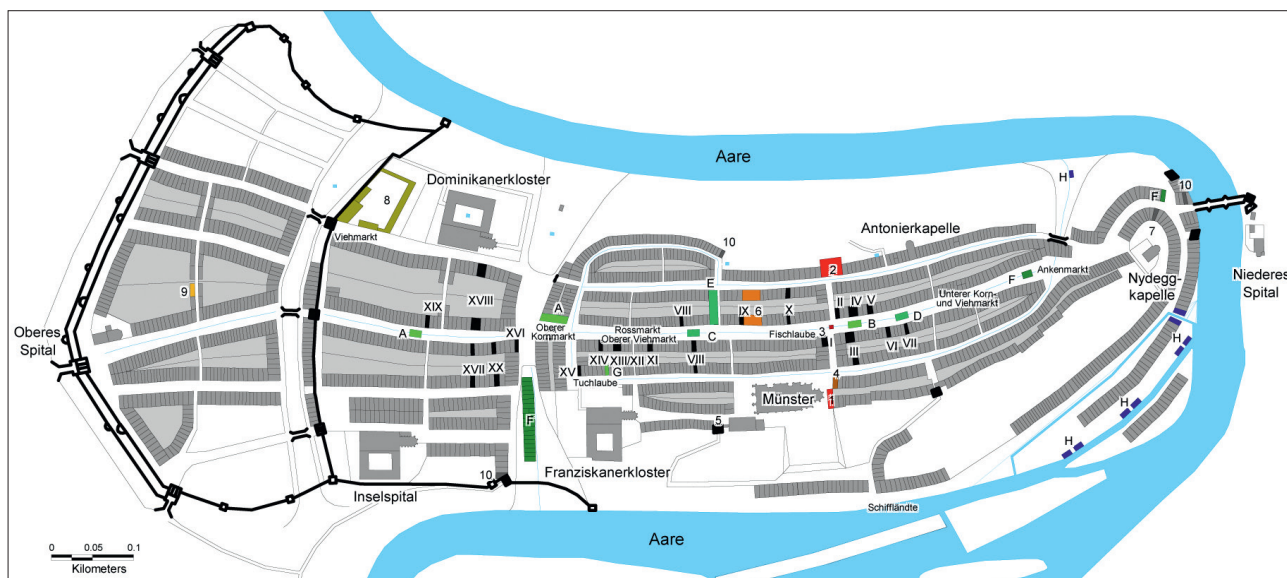 Aare
Dominikanerkloster
8
Viehmarkt
H
F
10
10
Antonierkapelle
7
Nydegg-
kapelle
Niederes
Spital
9
Oberes
Spital
XVIII
XIX
A
XVI
A
Oberer
Kornmarkt
E
2
Ankenmarkt
F
Unterer Korn-
und Viehmarkt
VIII
IX
6
X
II
IV
V
Rossmarkt
Oberer Viehmarkt
C
Fischlaube
3
B
D
I
XVII
XX
XV
XIV
XIII/XII
XI
VIII
III
VI
VII
G
Tuchlaube
4
H
H
H
Münster
1
F
5
Franziskanerkloster
10
Inselspital
Schiffländte
Aare
0
0.05
0.1
Kilometers